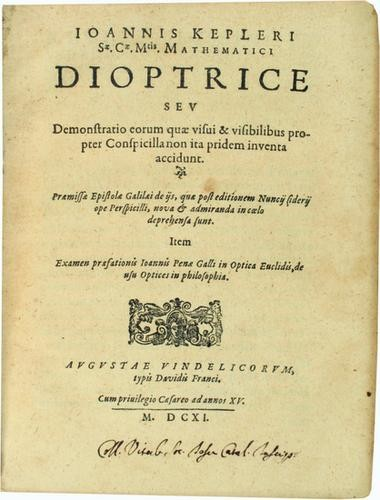 IOANNIS KEPLERI
Sæ. Cæ. Mtis. MATHEMATICI
DIOPTRICE
SEV
Demonſtratio eorum quæ viſui & viſibilibus pro-
pter Conſpicilla non ita pridem inventa
accidunt.
Præmiſſæ Epiſtolæ Galilæi de ijs, quæ poſt editionem Nuncij ſiderij
ope Perſpicilli, nova & admiranda in cœlo
deprehenſa ſunt.
Item
Examen præfationis Ioannis Penæ Galli in Optica Euclidis, de
uſu Optices in philoſophia.
AVGVSTAE VINDELICORVM,
typis Davidis Franci.
Cum privilegio Cæſareo ad annos XV.
M. DCXI.